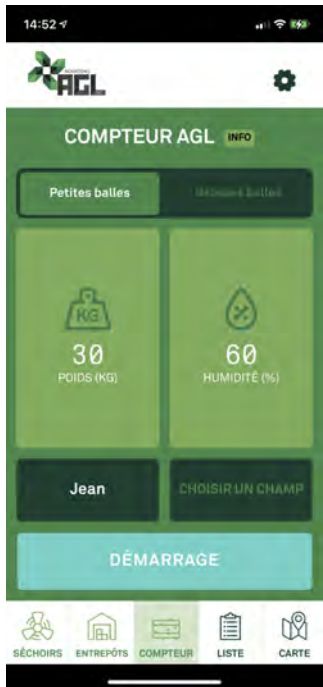 14:52
AGL
COMPTEUR AGL INFO
Petites balles Grosses balles
KG
30
POIDS (KG)
%
60
HUMIDITÉ (%)
Jean CHOISIR UN CHAMP
DÉMARRAGE
SÉCHOIRS ENTREPÔTS COMPTEUR LISTE CARTE